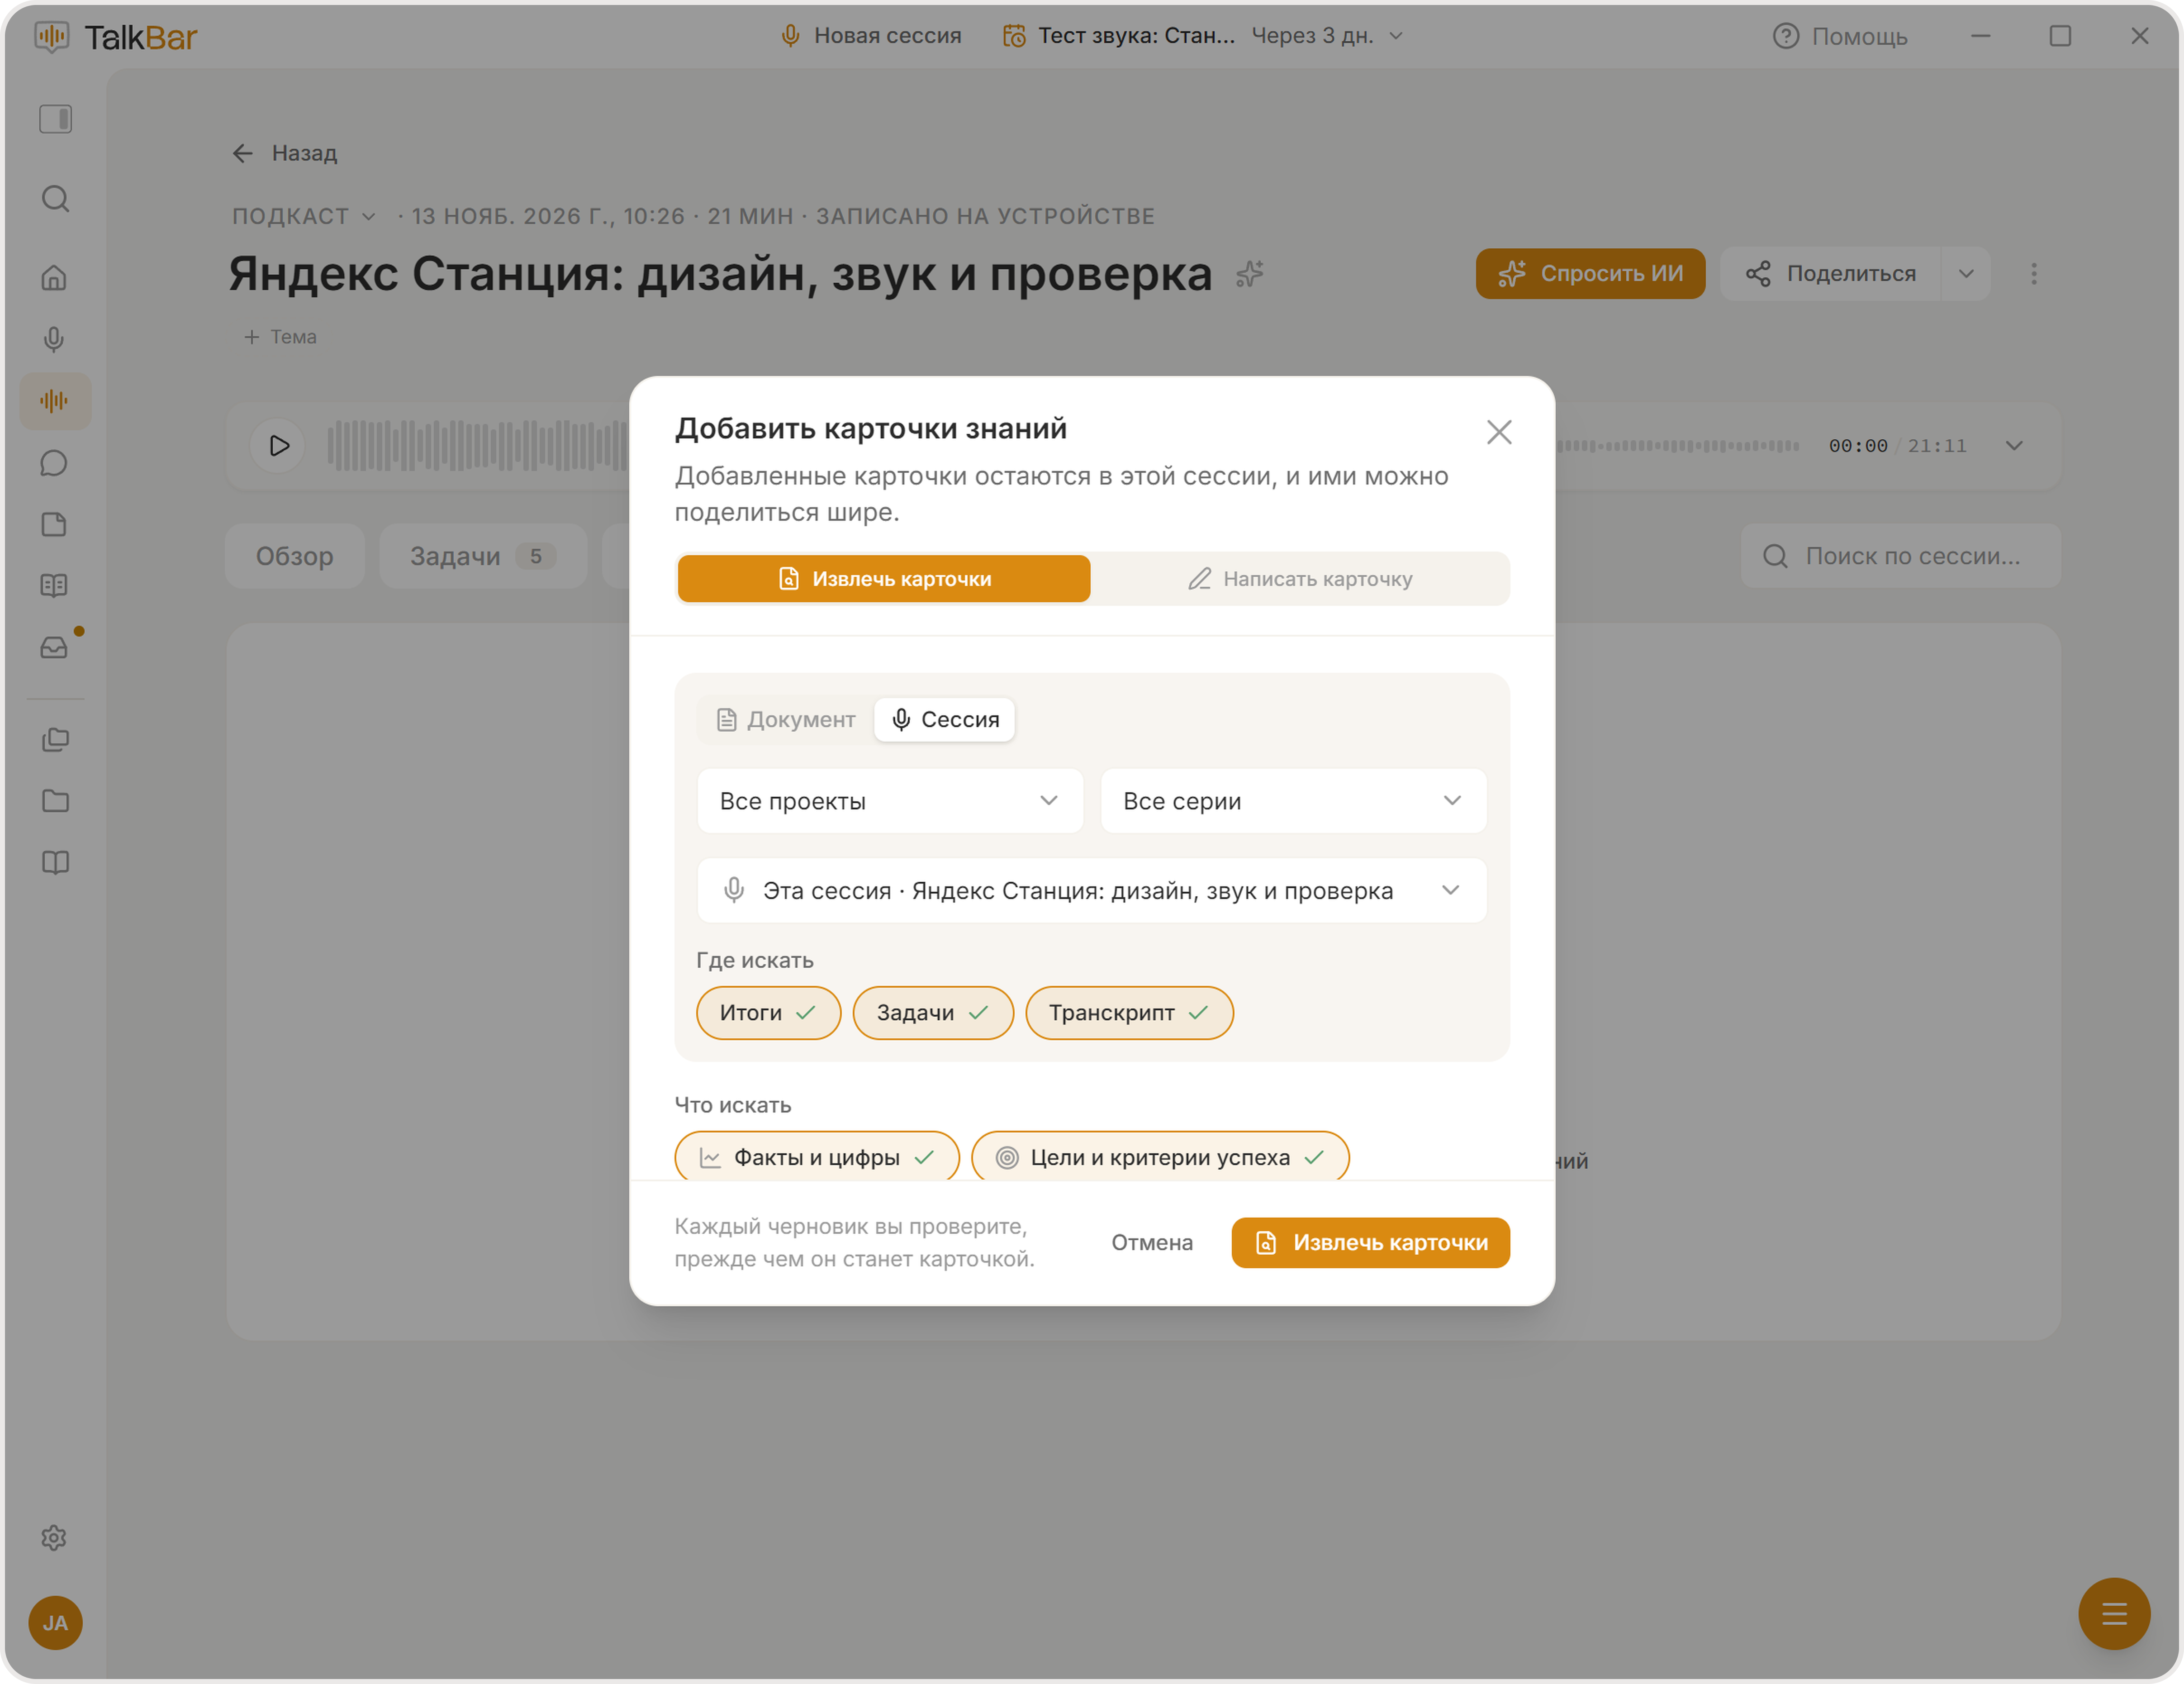 TalkBar
Новая сессия
Тест звука: Стан... Через 3 дн.
Помощь
Назад
ПОДКАСТ · 13 НОЯБ. 2026 Г., 10:26 · 21 МИН · ЗАПИСАНО НА УСТРОЙСТВЕ
Яндекс Станция: дизайн, звук и проверка
Спросить ИИ
Поделиться
+ Тема
00:00 / 21:11
Обзор
Задачи 5
Поиск по сессии...
Добавить карточки знаний
Добавленные карточки остаются в этой сессии, и ими можно
поделиться шире.
Извлечь карточки
Написать карточку
Документ
Сессия
Все проекты
Все серии
Эта сессия · Яндекс Станция: дизайн, звук и проверка
Где искать
Итоги
Задачи
Транскрипт
Что искать
Факты и цифры
Цели и критерии успеха
Каждый черновик вы проверите,
прежде чем он станет карточкой.
Отмена
Извлечь карточки
JA